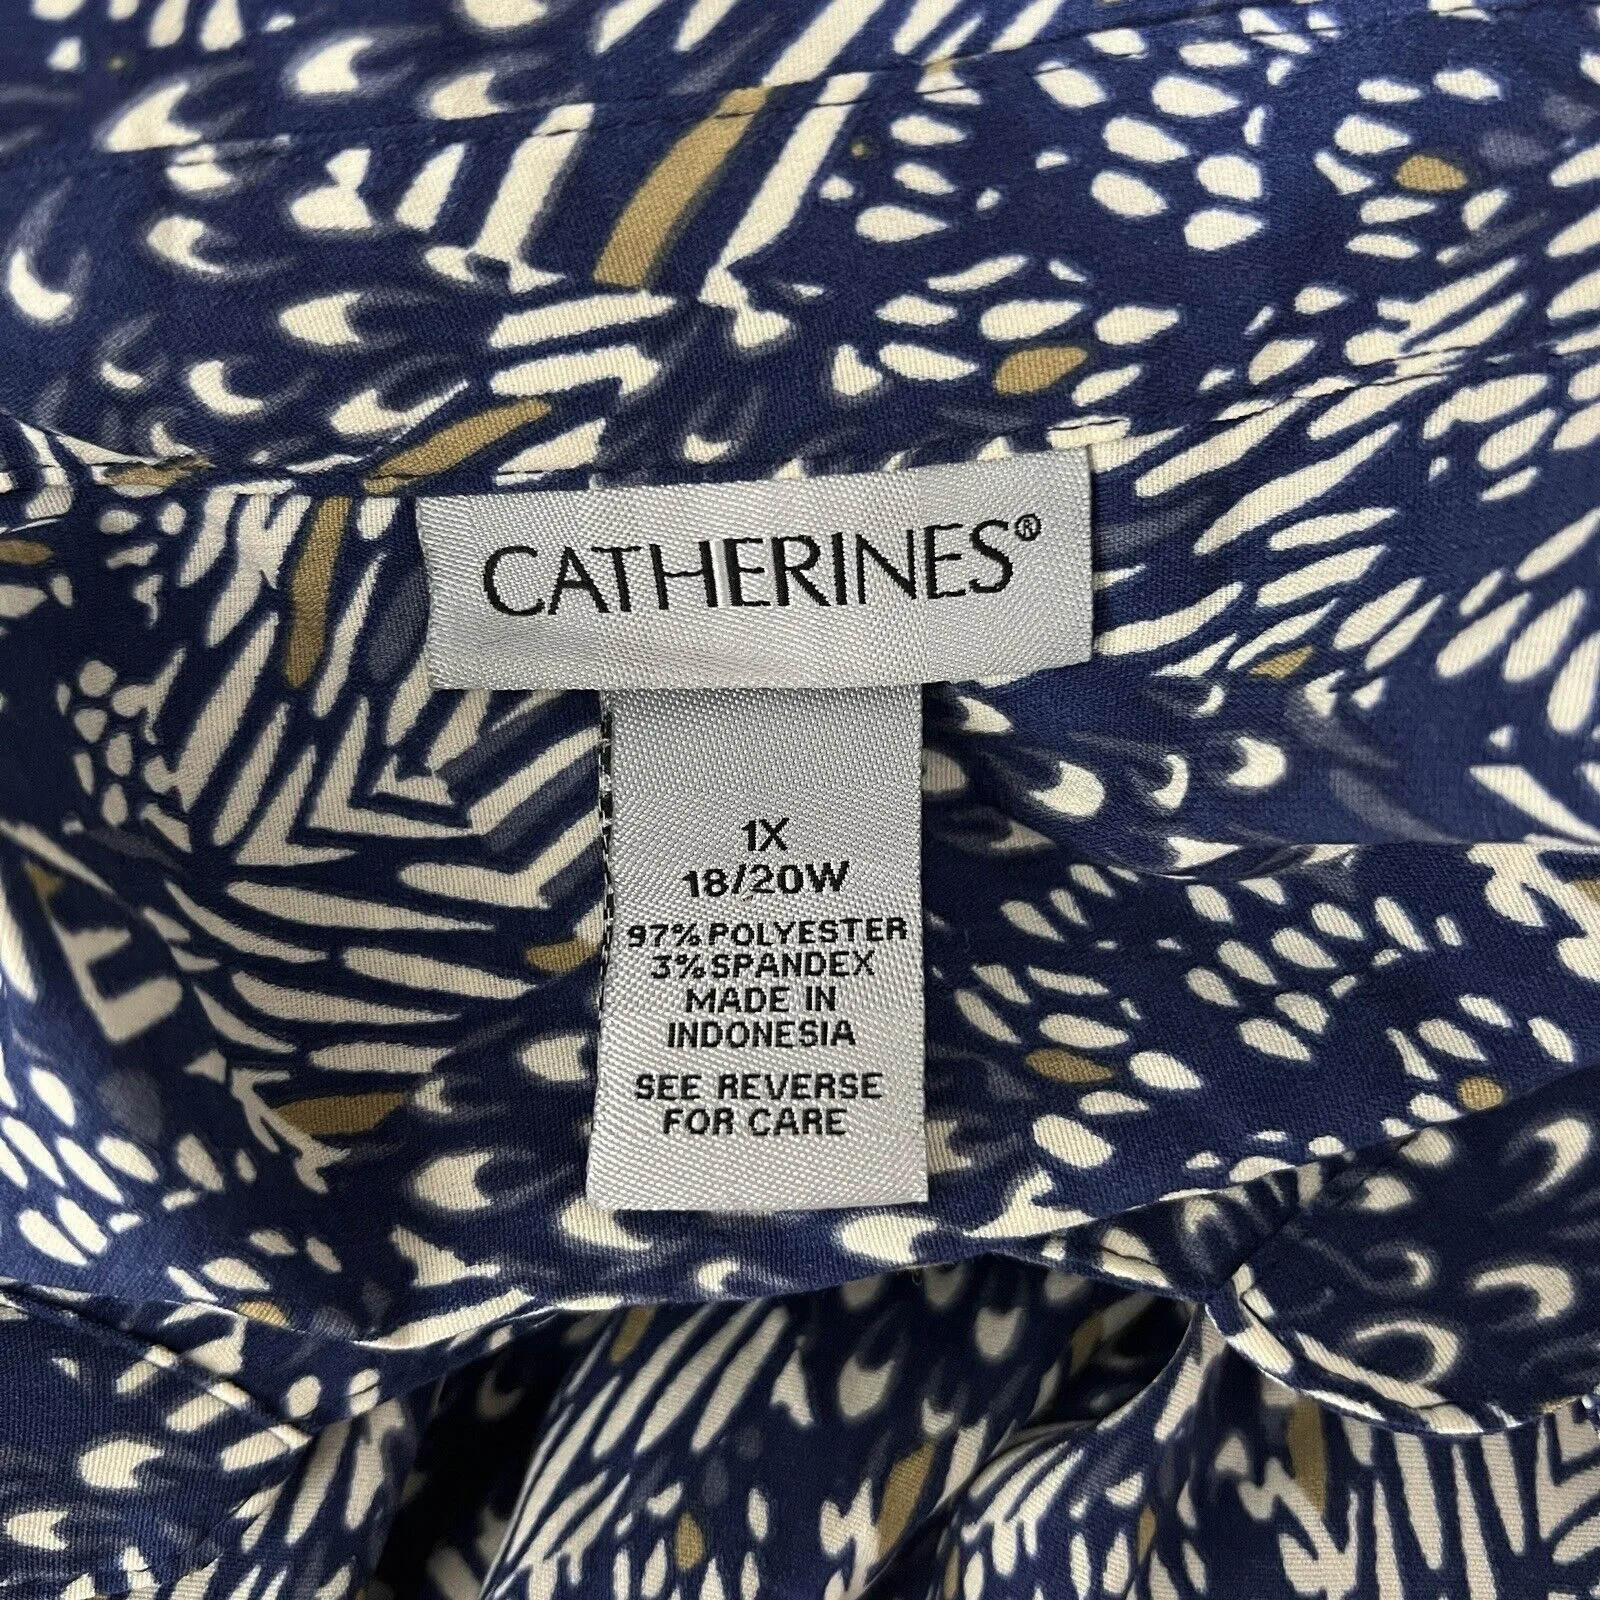 CATHERINES®
1X
18/20W
97% POLYESTER
3% SPANDEX
MADE IN
INDONESIA
SEE REVERSE
FOR CARE